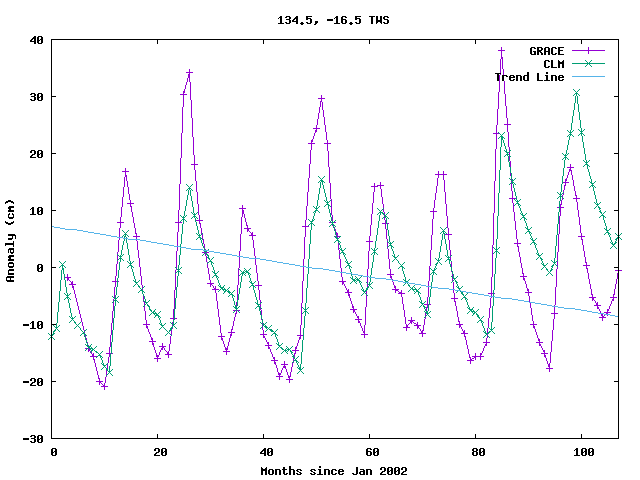 134.5, -16.5 TWS
40
30
20
10
0
-10
-20
-30
Anomaly (cm)
GRACE
CLM
Trend Line
0 20 40 60 80 100
Months since Jan 2002